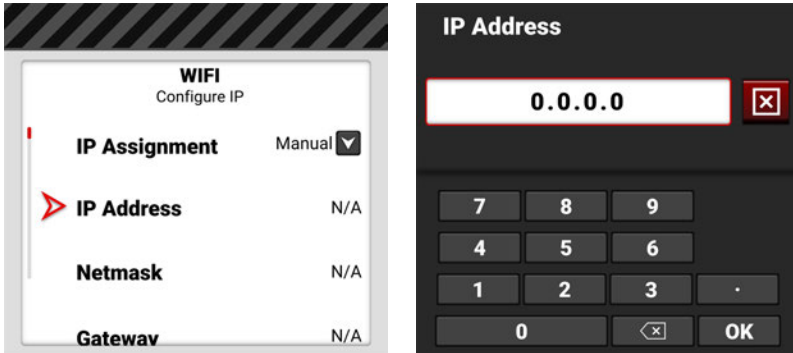 WIFI
Configure IP
IP Assignment Manual
IP Address N/A
Netmask N/A
Gateway N/A
IP Address
0.0.0.0
7 8 9
4 5 6
1 2 3 .
0 OK